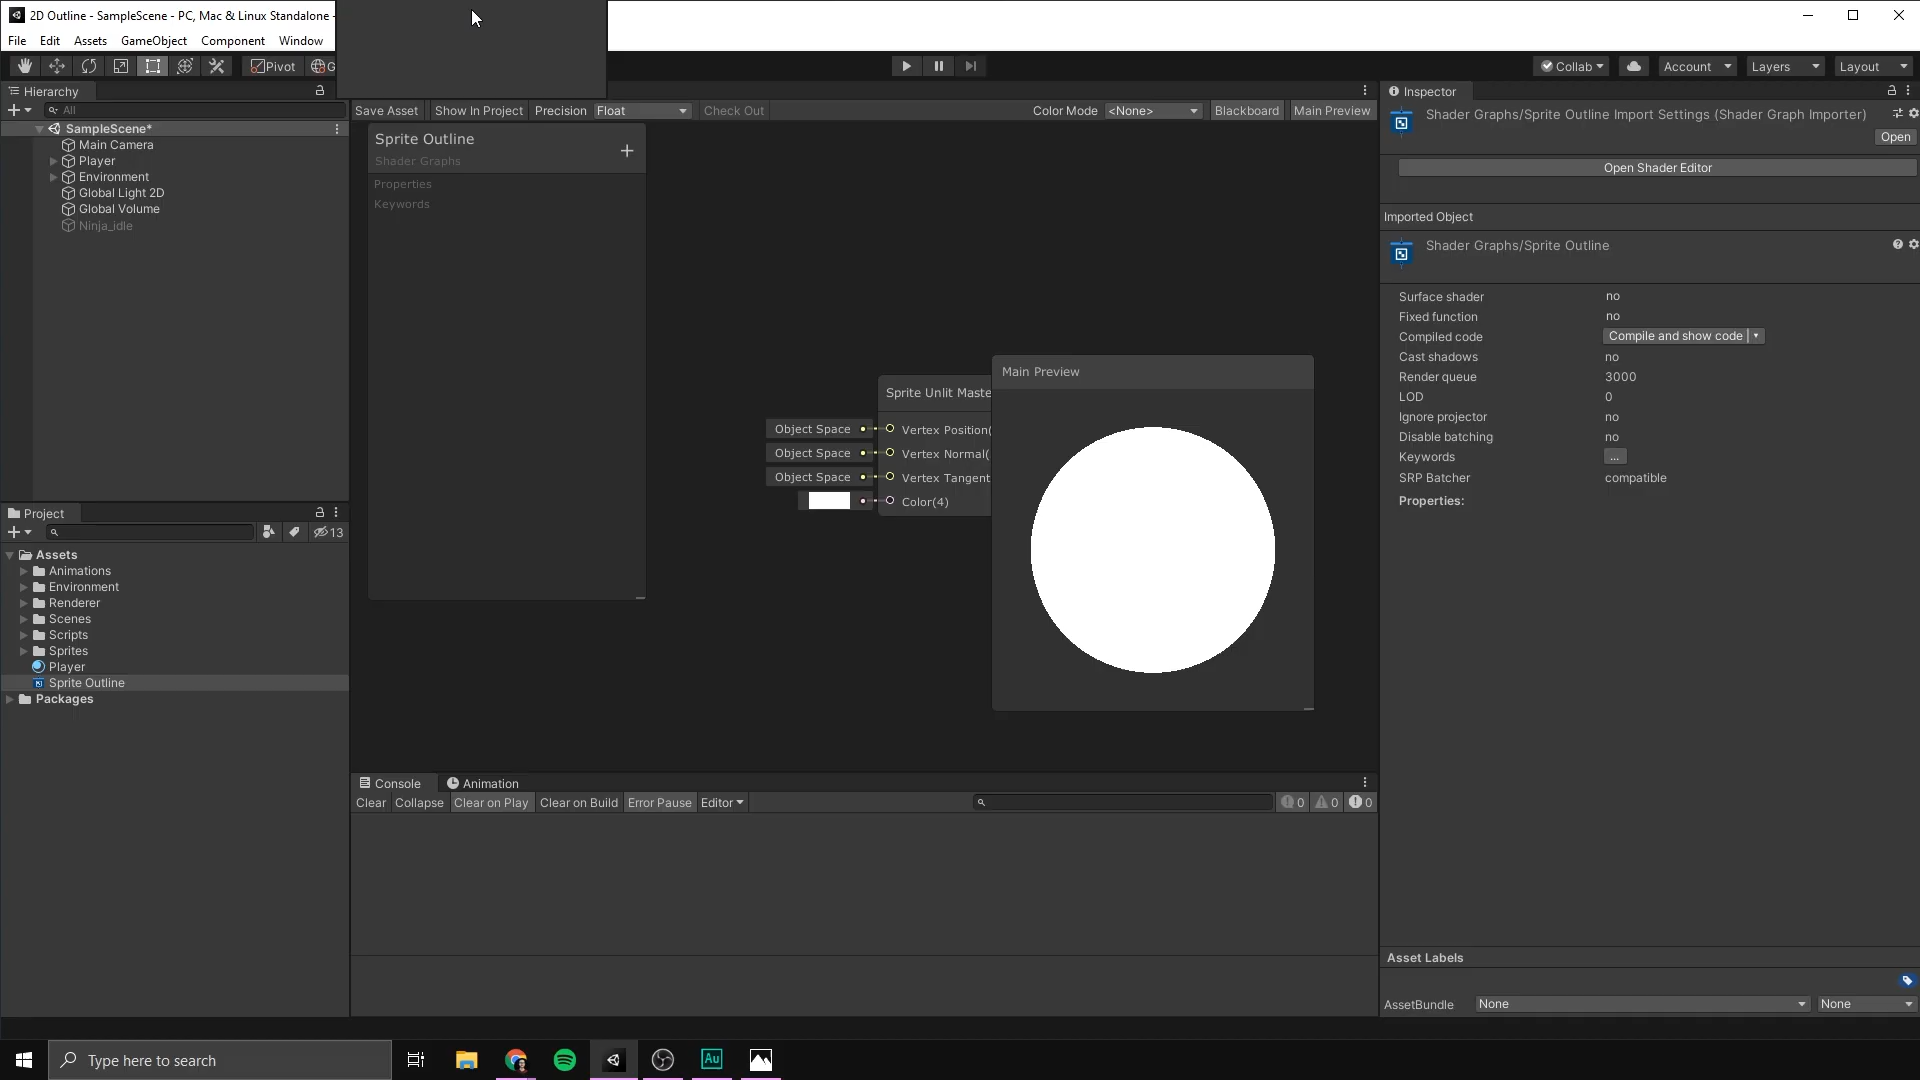 2D Outline - SampleScene - PC, Mac & Linux Standalone -
File Edit Assets GameObject Component Window
Pivot G
Collab Account Layers Layout
Hierarchy
All
SampleScene*
Main Camera
Player
Environment
Global Light 2D
Global Volume
Ninja_idle
Save Asset Show In Project Precision Float Check Out Color Mode <None> Blackboard Main Preview
Sprite Outline
Shader Graphs
Properties
Keywords
Sprite Unlit Maste
Object Space Vertex Position(
Object Space Vertex Normal(
Object Space Vertex Tangent
Color(4)
Main Preview
Inspector
Shader Graphs/Sprite Outline Import Settings (Shader Graph Importer)
Open
Open Shader Editor
Imported Object
Shader Graphs/Sprite Outline
Surface shader no
Fixed function no
Compiled code Compile and show code
Cast shadows no
Render queue 3000
LOD 0
Ignore projector no
Disable batching no
Keywords ...
SRP Batcher compatible
Properties:
Project
13
Assets
Animations
Environment
Renderer
Scenes
Scripts
Sprites
Player
Sprite Outline
Packages
Console Animation
Clear Collapse Clear on Play Clear on Build Error Pause Editor 0 0 0
Asset Labels
AssetBundle None None
Type here to search
Au